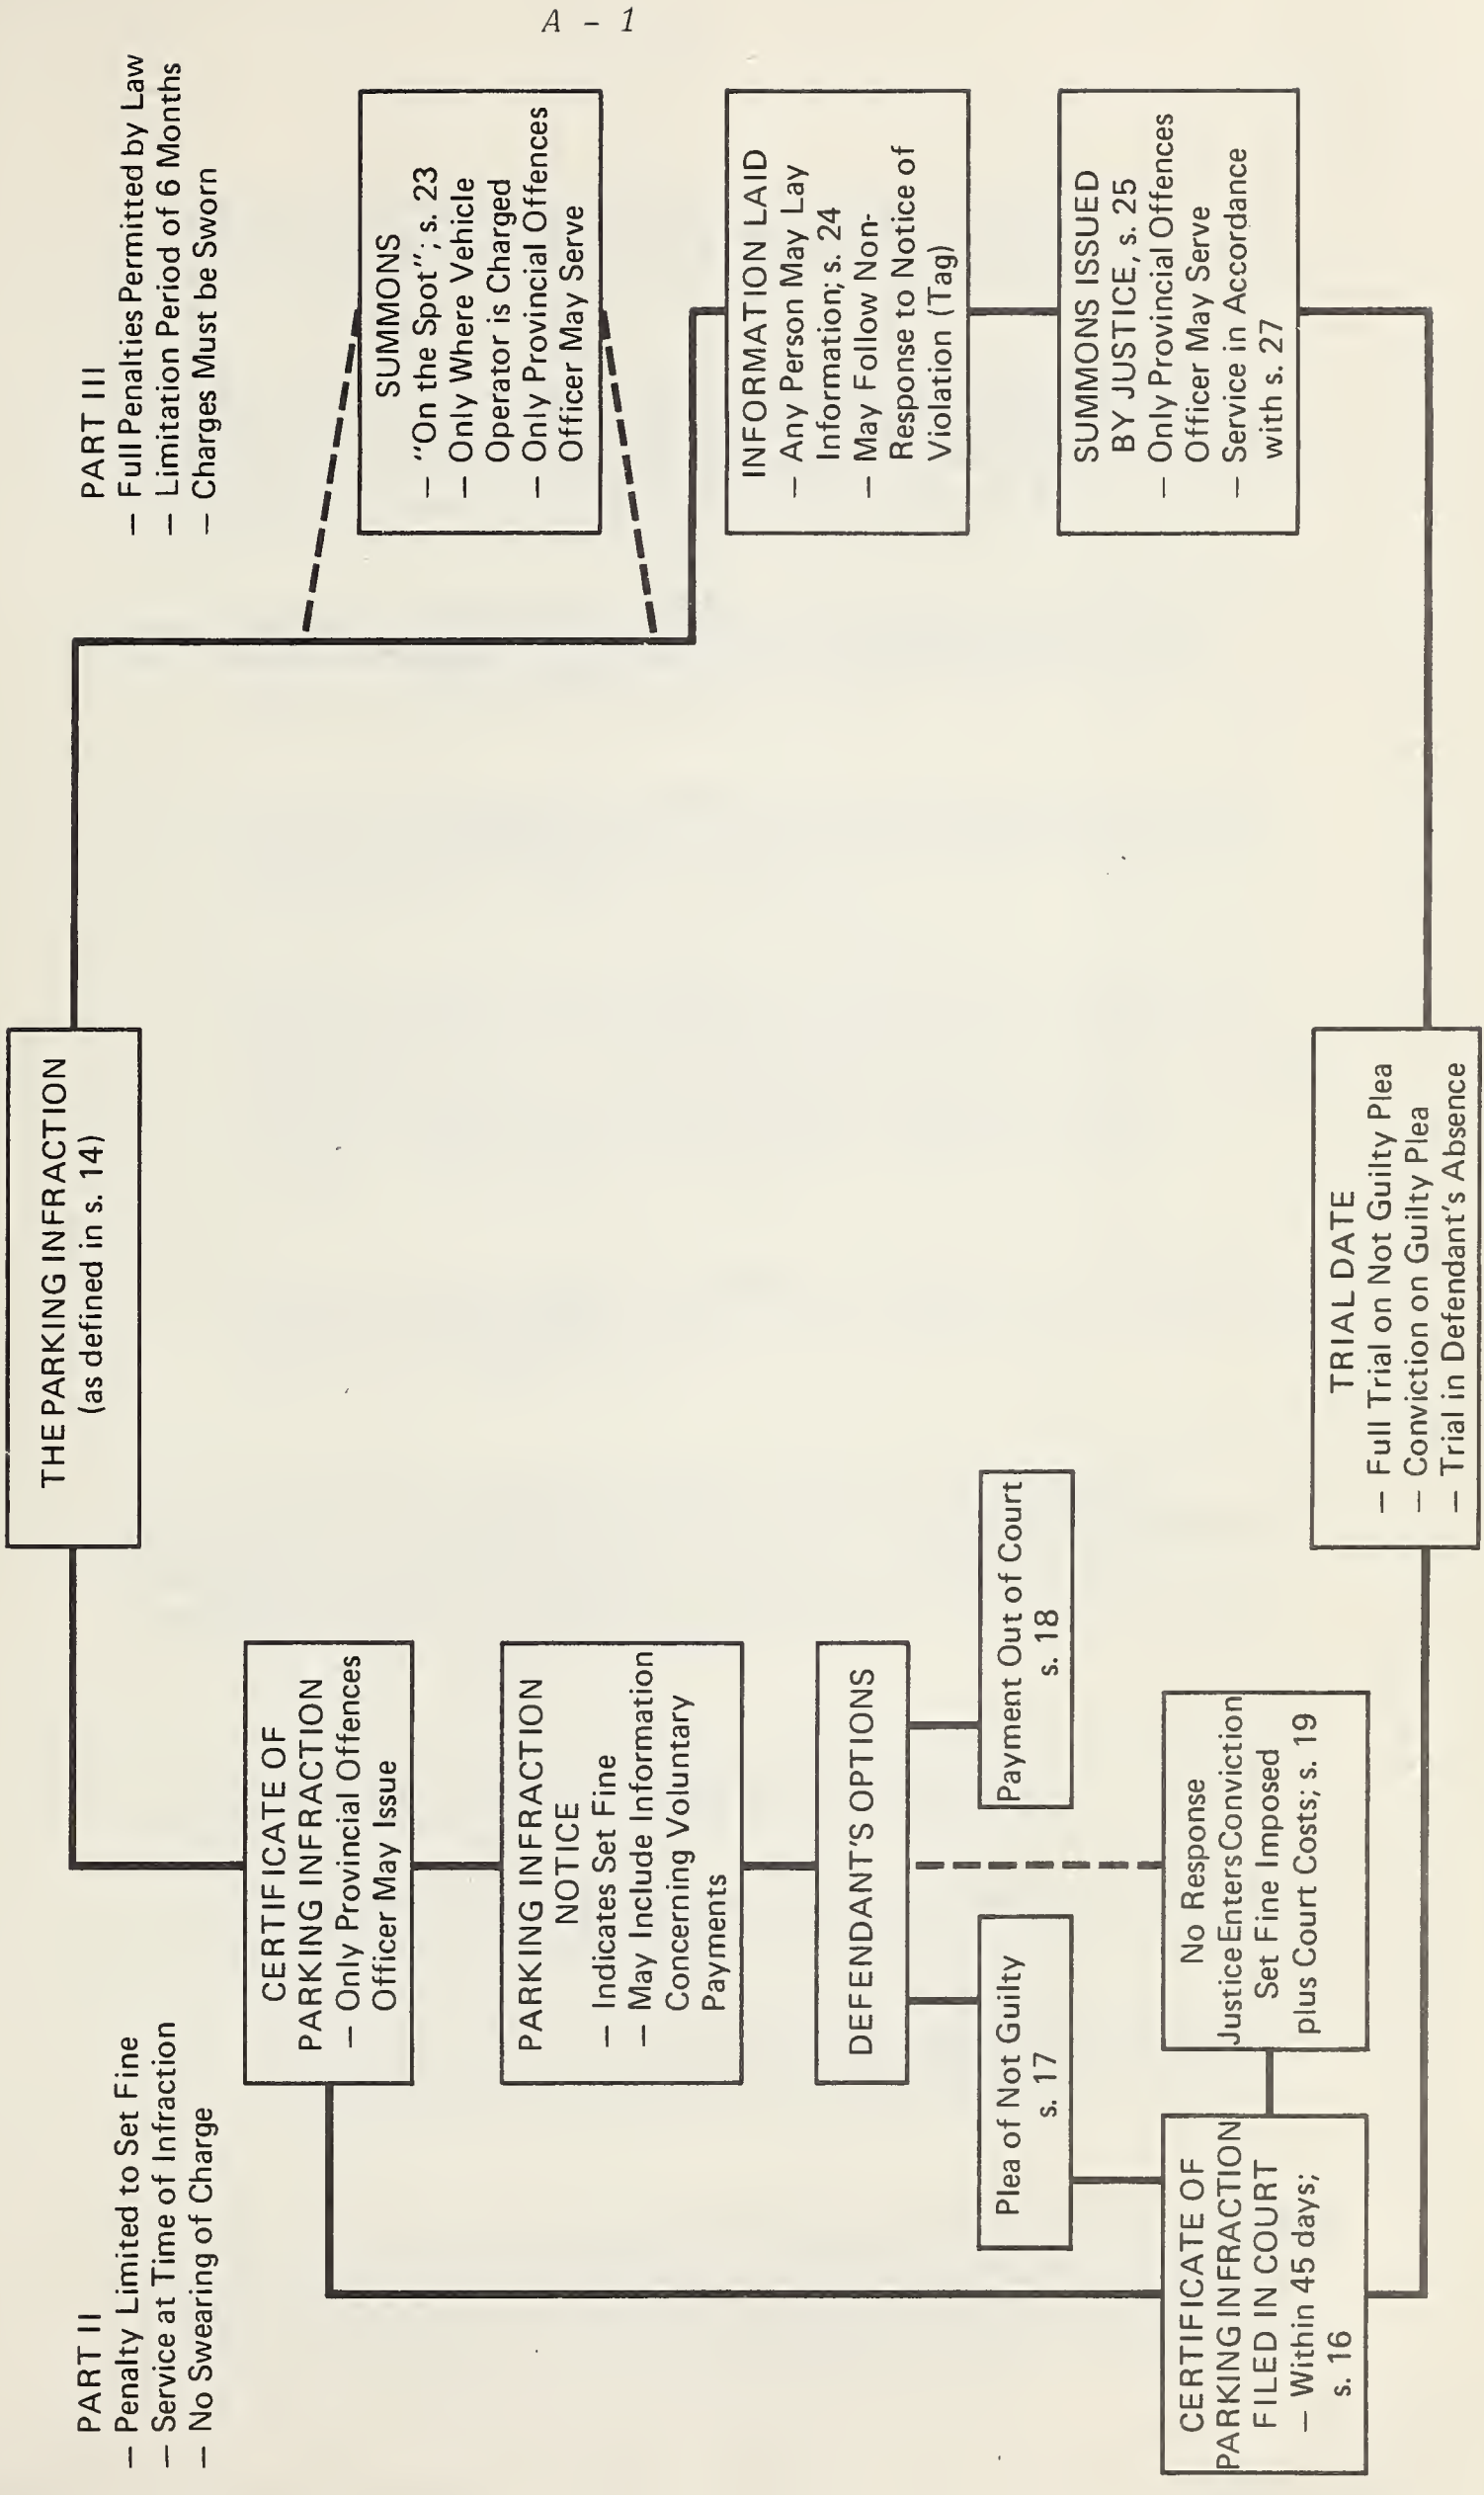 A - 1
THE PARKING INFRACTION
(as defined in s. 14)
PART II
— Penalty Limited to Set Fine
— Service at Time of Infraction
— No Swearing of Charge
CERTIFICATE OF
PARKING INFRACTION
— Only Provincial Offences
Officer May Issue
PARKING INFRACTION
NOTICE
— Indicates Set Fine
— May Include Information
Concerning Voluntary
Payments
DEFENDANT'S OPTIONS
Plea of Not Guilty
s. 17
Payment Out of Court
s. 18
CERTIFICATE OF
PARKING INFRACTION
FILED IN COURT
— Within 45 days;
s. 16
No Response
Justice Enters Conviction
Set Fine Imposed
plus Court Costs; s. 19
PART III
— Full Penalties Permitted by Law
— Limitation Period of 6 Months
— Charges Must be Sworn
SUMMONS
— "On the Spot"; s. 23
— Only Where Vehicle
Operator is Charged
— Only Provincial Offences
Officer May Serve
INFORMATION LAID
— Any Person May Lay
Information; s. 24
— May Follow Non-
Response to Notice of
Violation (Tag)
SUMMONS ISSUED
BY JUSTICE, s. 25
— Only Provincial Offences
Officer May Serve
— Service in Accordance
with s. 27
TRIAL DATE
— Full Trial on Not Guilty Plea
— Conviction on Guilty Plea
— Trial in Defendant's Absence